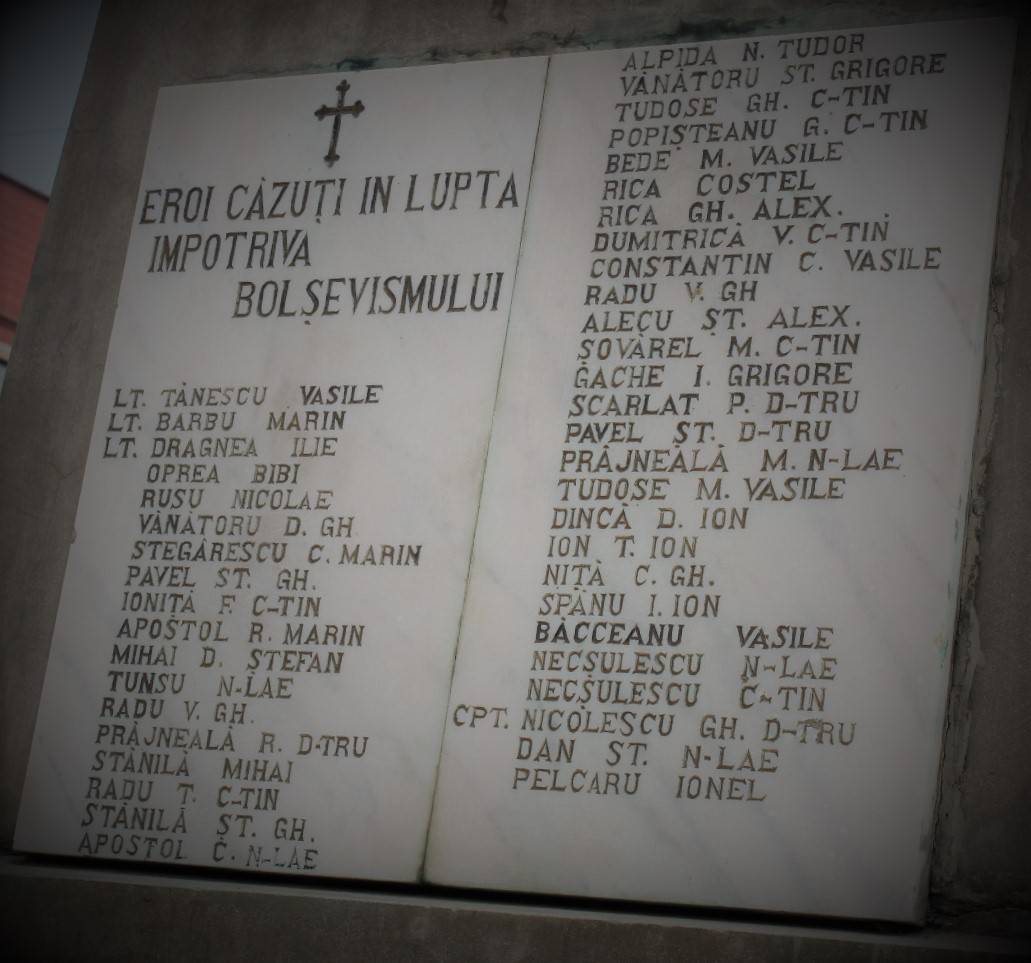 EROI CĂZUȚI IN LUPTA
IMPOTRIVA
BOLȘEVISMULUI
LT. TĂNESCU VASILE
LT. BARBU MARIN
LT. DRAGNEA ILIE
OPREA BIBI
RUSU NICOLAE
VĂNĂTORU D. GH
STEGĂRESCU C. MARIN
PAVEL ST. GH.
IONIȚĂ F. C-TIN
APOSTOL R. MARIN
MIHAI D. ȘTEFAN
TUNSU N-LAE
RADU V. GH.
PRĂJNEALĂ R. D-TRU
STĂNILĂ MIHAI
RADU T. C-TIN
STĂNILĂ ST. GH.
APOSTOL C. N-LAE
ALPIDA N. TUDOR
VĂNĂTORU ST. GRIGORE
TUDOSE GH. C-TIN
POPIȘTEANU G. C-TIN
BEDE M. VASILE
RICA COSTEL
RICA GH. ALEX.
DUMITRICĂ V. C-TIN
CONSTANTIN C. VASILE
RADU V. GH
ALECU ȘT. ALEX.
ȘOVĂREL M. C-TIN
GACHE I. GRIGORE
SCARLAT P. D-TRU
PAVEL ST. D-TRU
PRĂJNEALĂ M. N-LAE
TUDOSE M. VASILE
DINCĂ D. ION
ION T. ION
NIȚĂ C. GH.
SPĂNU I. ION
BĂCCEANU VASILE
NECȘULESCU N-LAE
NECȘULESCU C-TIN
CPT. NICOLESCU GH. D-TRU
DAN ST. N-LAE
PELCARU IONEL